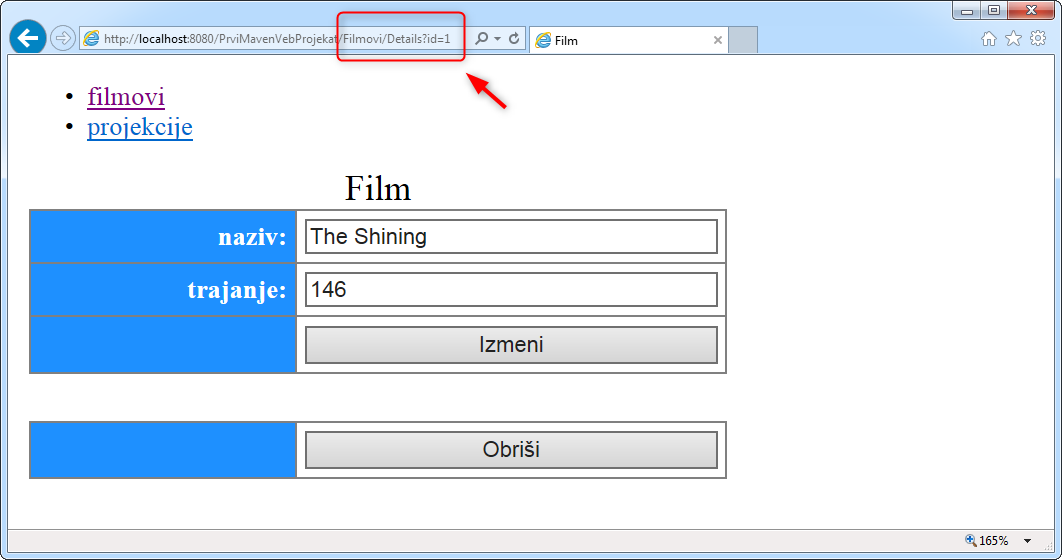 http://localhost:8080/PrviMavenVebProjekat/Filmovi/Details?id=1
Film
filmovi
projekcije
Film
naziv: The Shining
trajanje: 146
Izmeni
Obriši
165%